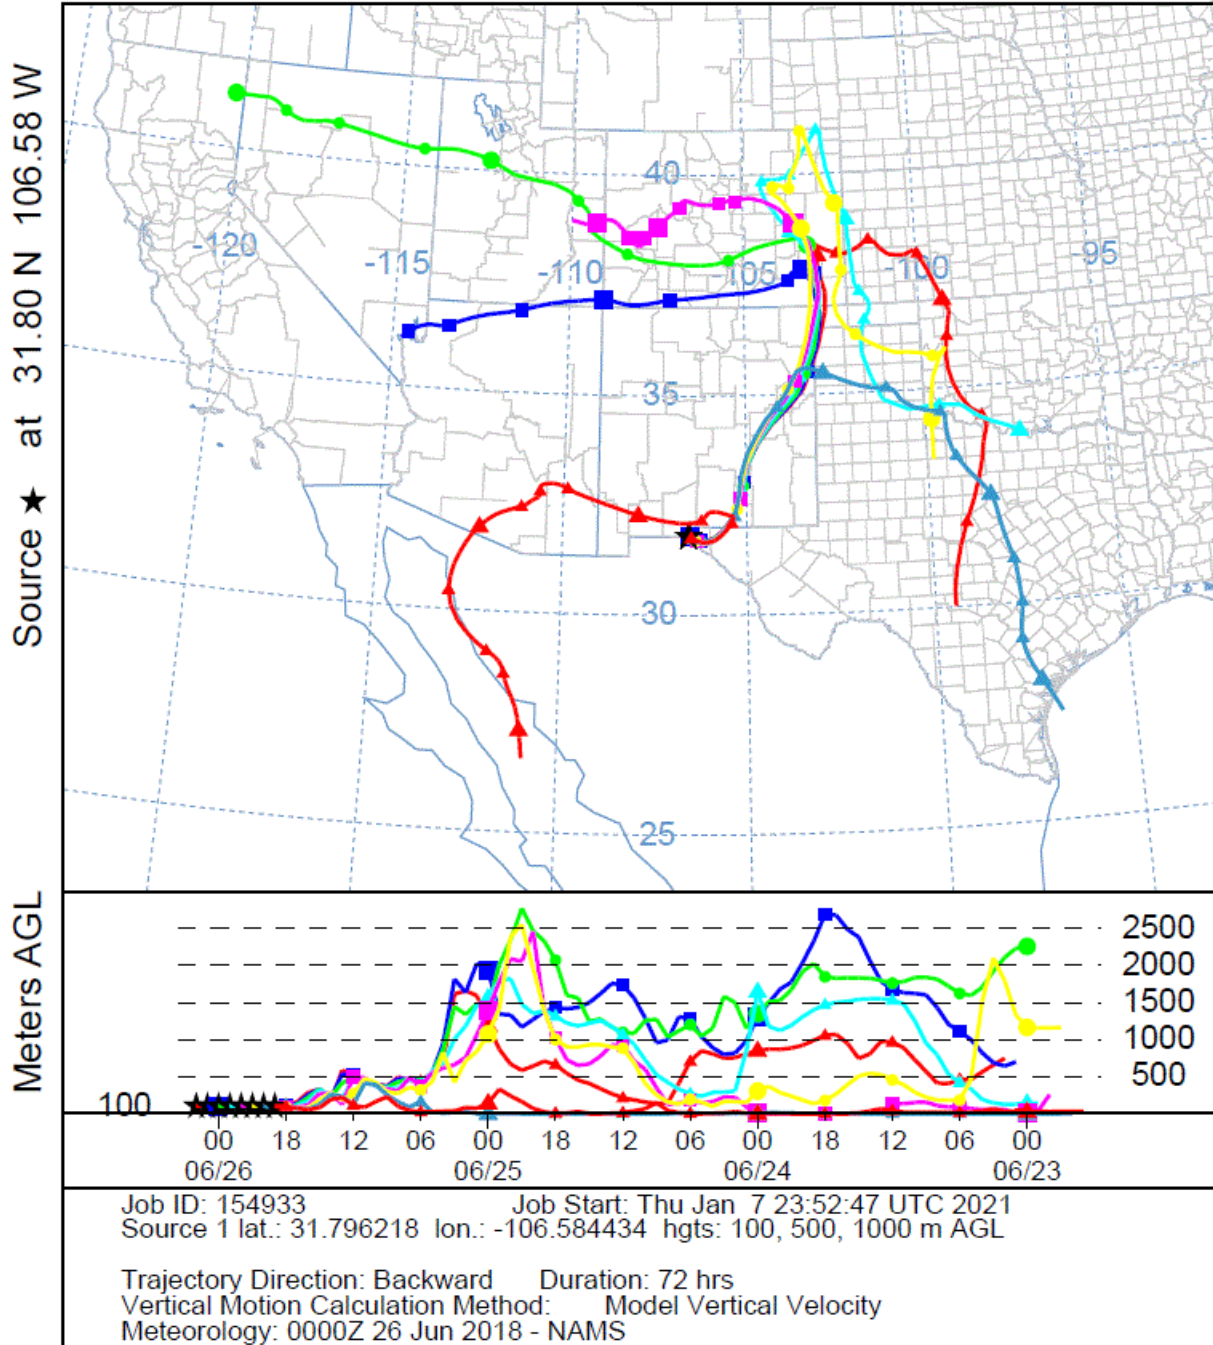 Source ★ at 31.80 N 106.58 W
40
-120
-115
-110
-105
-100
-95
35
30
25
Meters AGL
2500
2000
1500
1000
500
100
00 18 12 06 00 18 12 06 00 18 12 06 00
06/26 06/25 06/24 06/23
Job ID: 154933 Job Start: Thu Jan 7 23:52:47 UTC 2021
Source 1 lat.: 31.796218 lon.: -106.584434 hgts: 100, 500, 1000 m AGL
Trajectory Direction: Backward Duration: 72 hrs
Vertical Motion Calculation Method: Model Vertical Velocity
Meteorology: 0000Z 26 Jun 2018 - NAMS